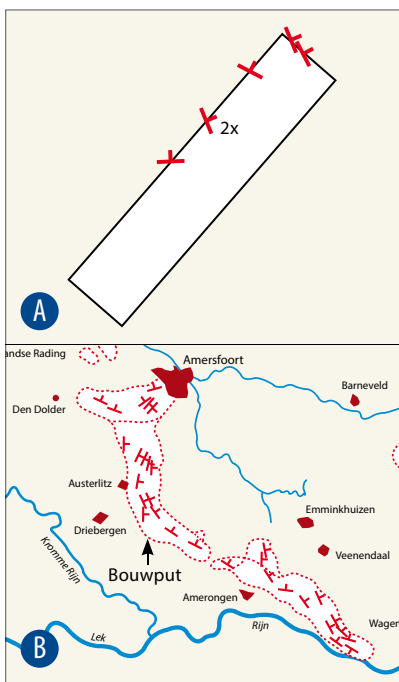 2x
A
andse Rading
Amersfoort
Barneveld
Den Dolder
Austerlitz
Emminkhuizen
Driebergen
Veenendaal
Kromme Rijn
Bouwput
Amerongen
Rijn
Wagen
Lek
B